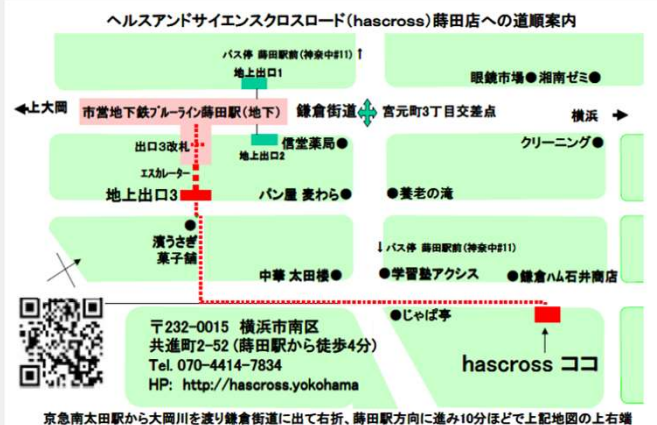 ヘルスアンドサイエンスクロスロード（hascross）蒔田店への道順案内
バス停 蒔田駅前(神奈中#11) ↑
地上出口1
眼鏡市場● 湘南ゼミ●
←上大岡
市営地下鉄ブルーライン蒔田駅（地下）
鎌倉街道
宮元町3丁目交差点
横浜 →
出口3改札
地上出口2
信堂薬局●
クリーニング●
エスカレーター
地上出口3
パン屋 麦わら●
●養老の滝
●
濱うさぎ
菓子舗
↓バス停 蒔田駅前(神奈中#11)
中華 太田楼●
●学習塾アクシス
●鎌倉ハム石井商店
●じゃぱ亭
〒232-0015 横浜市南区
共進町2-52（蒔田駅から徒歩4分）
Tel. 070-4414-7834
HP: http://hascross.yokohama
hascross ココ
京急南太田駅から大岡川を渡り鎌倉街道に出て右折、蒔田駅方向に進み10分ほどで上記地図の上右端